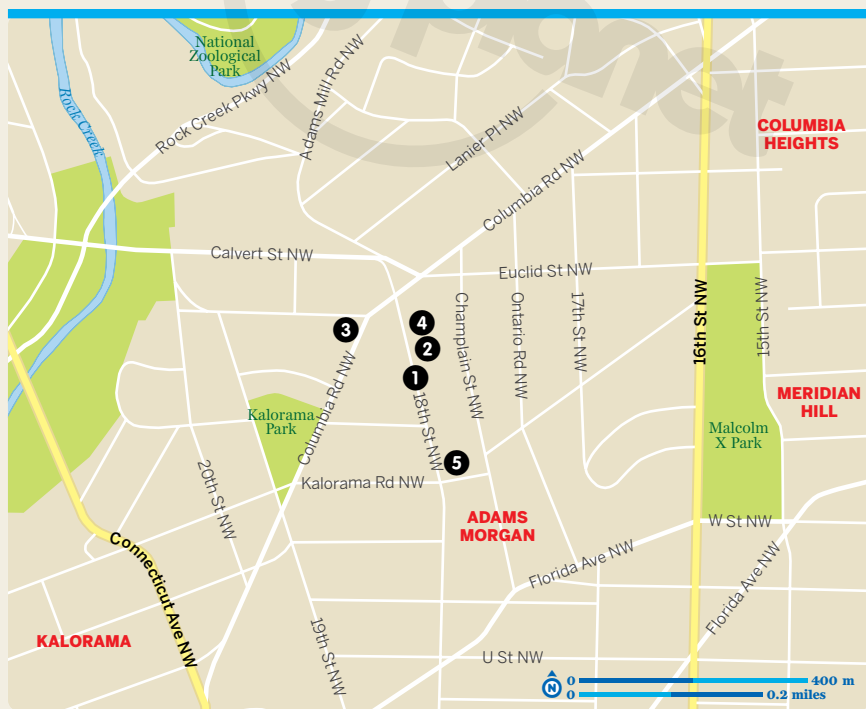 planet
National
Zoological
Park
Rock Creek
Rock Creek Pkwy NW
Adams Mill Rd NW
Lanier Pl NW
Columbia Rd NW
COLUMBIA
HEIGHTS
Calvert St NW
Euclid St NW
Champlain St NW
Ontario Rd NW
17th St NW
16th St NW
15th St NW
3
4
2
1
5
Columbia Rd NW
18th St NW
Kalorama
Park
MERIDIAN
HILL
Malcolm
X Park
20th St NW
Kalorama Rd NW
ADAMS
MORGAN
W St NW
Florida Ave NW
Florida Ave NW
Connecticut Ave NW
KALORAMA
19th St NW
U St NW
N
0 400 m
0 0.2 miles